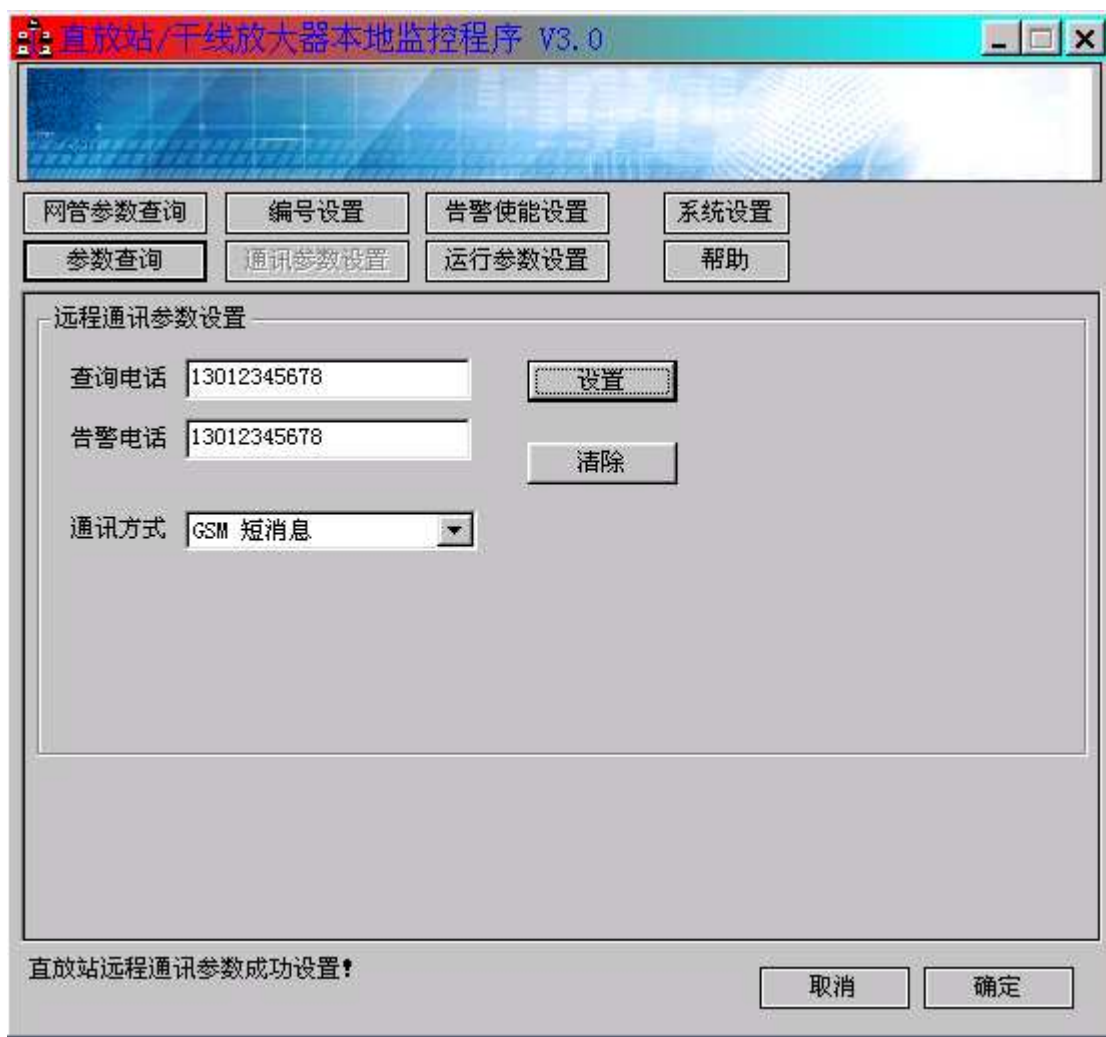 直放站/干线放大器本地监控程序 V3.0
网管参数查询 编号设置 告警使能设置 系统设置
参数查询 通讯参数设置 运行参数设置 帮助
远程通讯参数设置
查询电话 13012345678 设置
告警电话 13012345678
清除
通讯方式 GSM 短消息
直放站远程通讯参数成功设置!
取消 确定